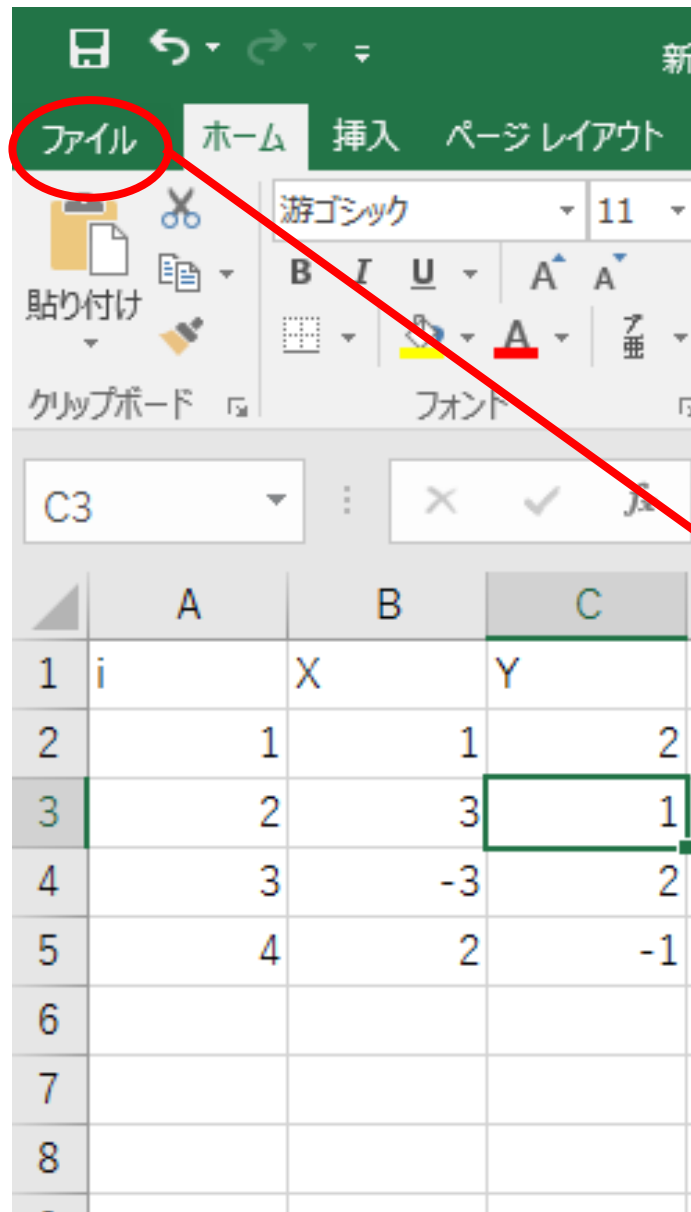 新
ファイル ホーム 挿入 ページ レイアウト
游ゴシック 11
B I U A A
貼り付け
A ア亜
クリップボード フォント
C3 fx
A B C
1 i X Y
2 1 1 2
3 2 3 1
4 3 -3 2
5 4 2 -1
6
7
8